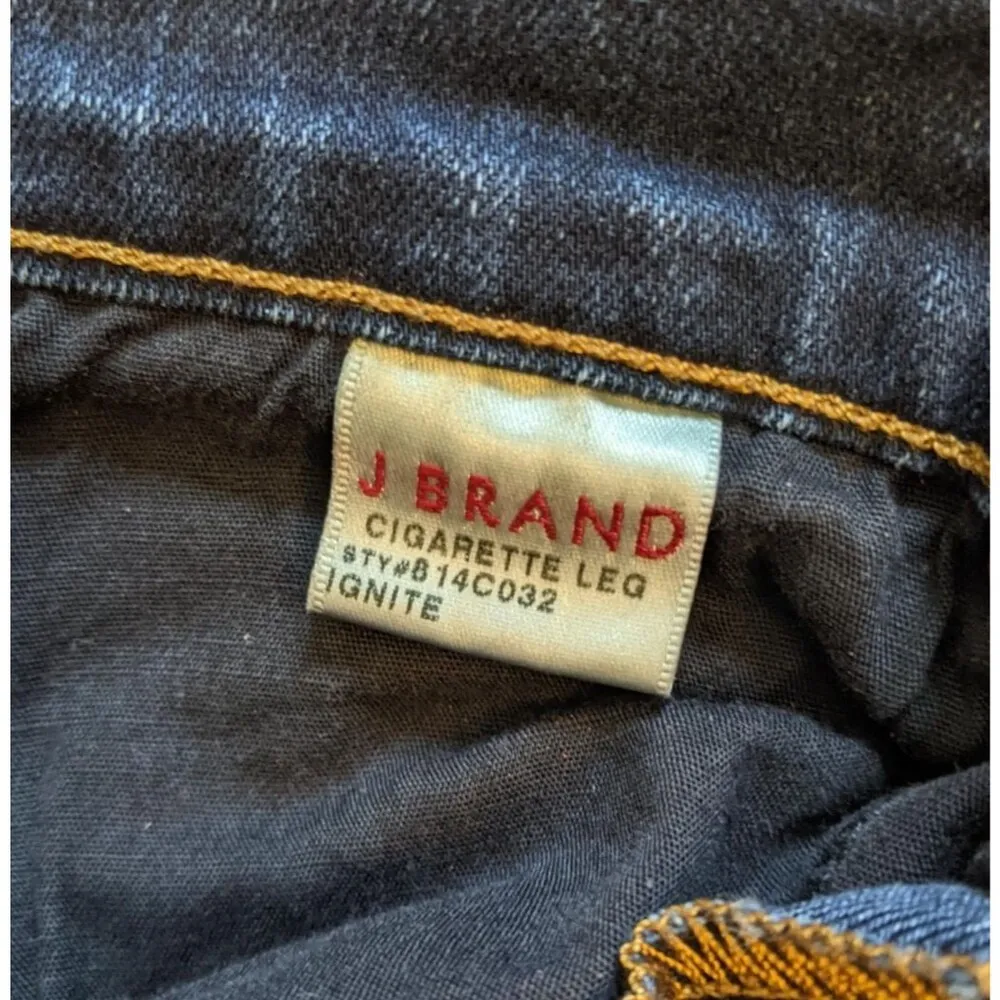 J BRAND
CIGARETTE LEG
STY#814C032
IGNITE